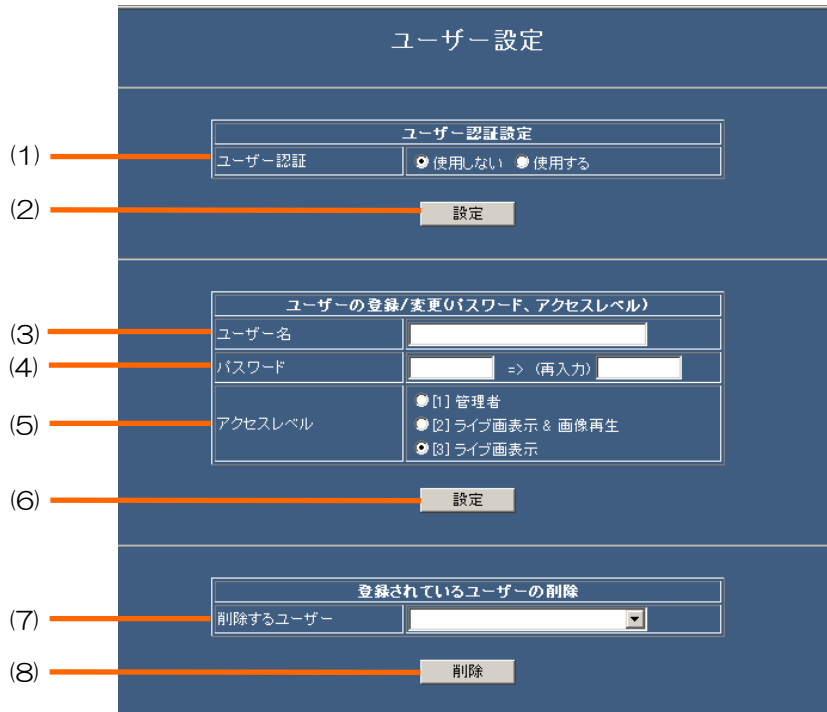 ユーザー設定
ユーザー認証設定
(1) ユーザー認証 使用しない 使用する
(2) 設定
ユーザーの登録/変更(パスワード、アクセスレベル)
(3) ユーザー名
(4) パスワード => (再入力)
[1] 管理者
(5) アクセスレベル [2] ライブ画表示 & 画像再生
[3] ライブ画表示
(6) 設定
登録されているユーザーの削除
(7) 削除するユーザー
(8) 削除